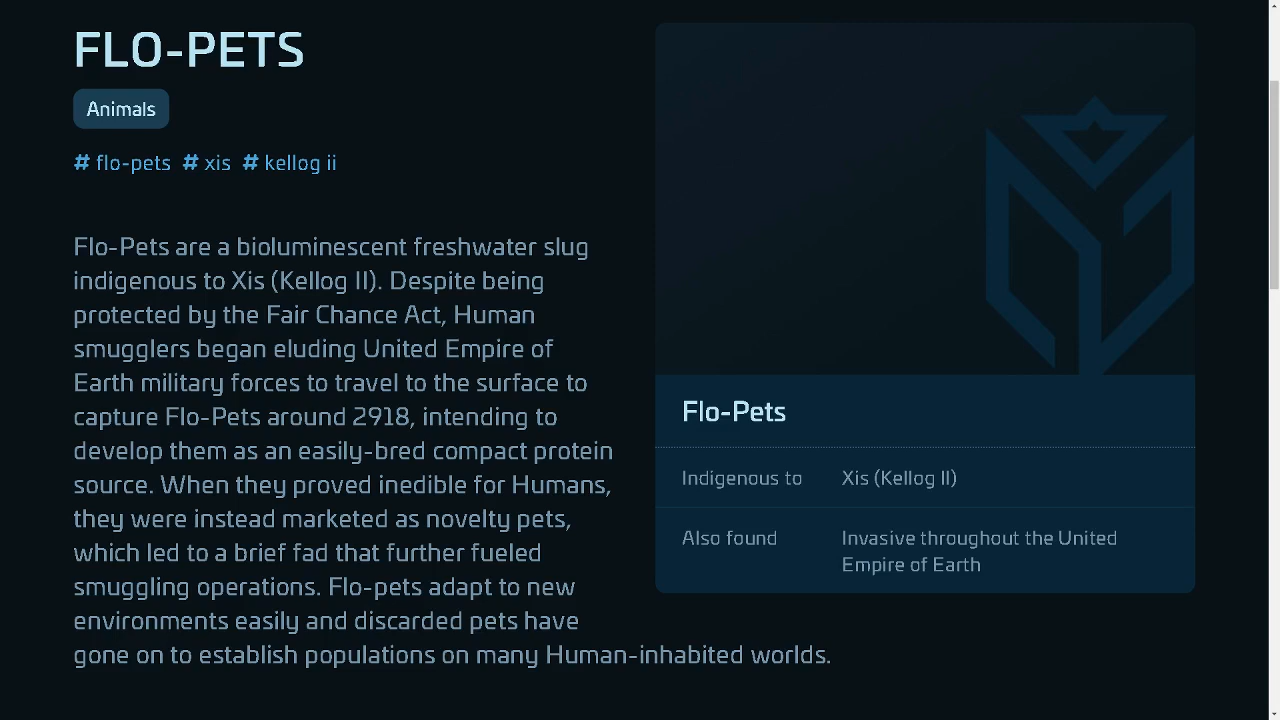 FLO-PETS
Animals
# flo-pets # xis # kellog ii
Flo-Pets are a bioluminescent freshwater slug
indigenous to Xis (Kellog II). Despite being
protected by the Fair Chance Act, Human
smugglers began eluding United Empire of
Earth military forces to travel to the surface to
capture Flo-Pets around 2918, intending to
develop them as an easily-bred compact protein
source. When they proved inedible for Humans,
they were instead marketed as novelty pets,
which led to a brief fad that further fueled
smuggling operations. Flo-pets adapt to new
environments easily and discarded pets have
gone on to establish populations on many Human-inhabited worlds.
Flo-Pets
Indigenous to Xis (Kellog II)
Also found Invasive throughout the United
Empire of Earth